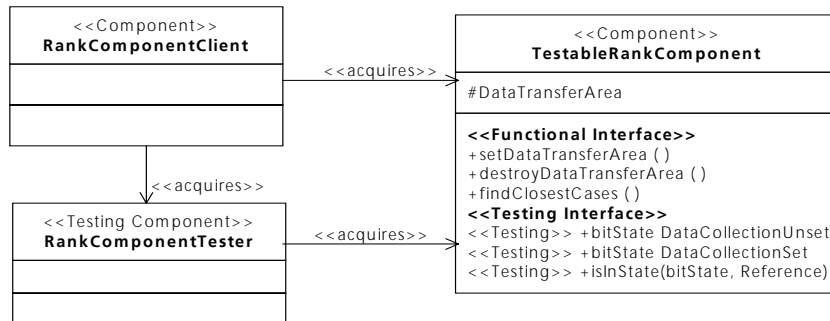 <<Component>>
RankComponentClient
<<acquires>>
<<Component>>
TestableRankComponent
#DataTransferArea
<<Functional Interface>>
+setDataTransferArea ( )
+destroyDataTransferArea ( )
+findClosestCases ( )
<<Testing Interface>>
<<Testing>> +bitState DataCollectionUnset
<<Testing>> +bitState DataCollectionSet
<<Testing>> +isInState(bitState, Reference)
<<acquires>>
<<Testing Component>>
RankComponentTester
<<acquires>>